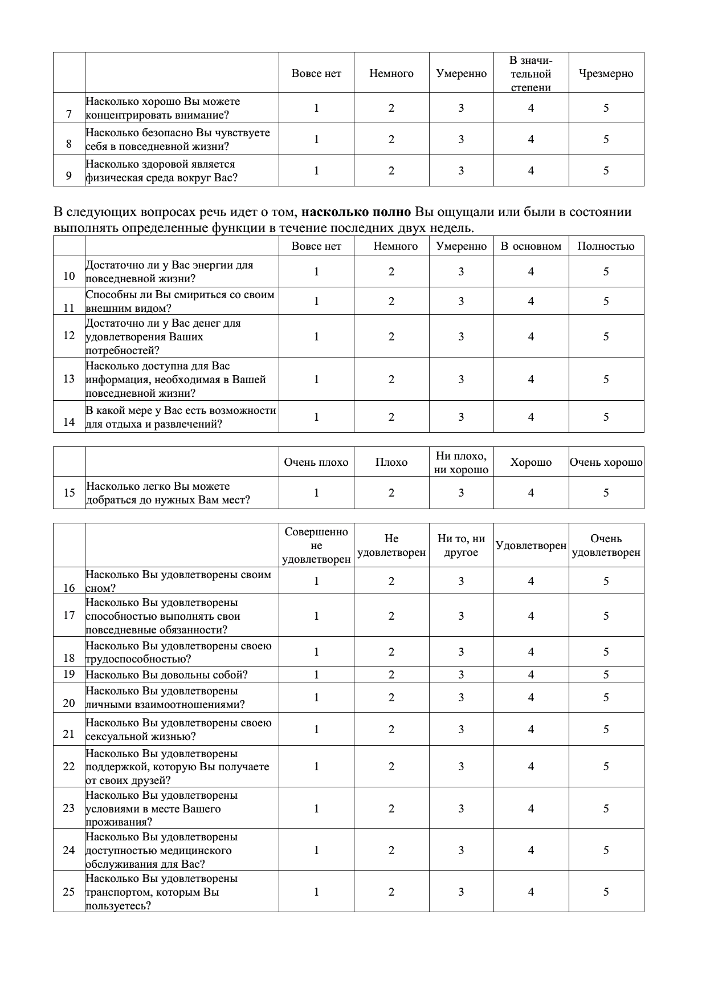 Вовсе нет Немного Умеренно В значи-
тельной
степени Чрезмерно
7 Насколько хорошо Вы можете
концентрировать внимание? 1 2 3 4 5
8 Насколько безопасно Вы чувствуете
себя в повседневной жизни? 1 2 3 4 5
9 Насколько здоровой является
физическая среда вокруг Вас? 1 2 3 4 5
В следующих вопросах речь идет о том, насколько полно Вы ощущали или были в состоянии
выполнять определенные функции в течение последних двух недель.
Вовсе нет Немного Умеренно В основном Полностью
10 Достаточно ли у Вас энергии для
повседневной жизни? 1 2 3 4 5
11 Способны ли Вы смириться со своим
внешним видом? 1 2 3 4 5
12 Достаточно ли у Вас денег для
удовлетворения Ваших
потребностей? 1 2 3 4 5
13 Насколько доступна для Вас
информация, необходимая в Вашей
повседневной жизни? 1 2 3 4 5
14 В какой мере у Вас есть возможности
для отдыха и развлечений? 1 2 3 4 5
Очень плохо Плохо Ни плохо,
ни хорошо Хорошо Очень хорошо
15 Насколько легко Вы можете
добраться до нужных Вам мест? 1 2 3 4 5
Совершенно
не
удовлетворен Не
удовлетворен Ни то, ни
другое Удовлетворен Очень
удовлетворен
16 Насколько Вы удовлетворены своим
сном? 1 2 3 4 5
17 Насколько Вы удовлетворены
способностью выполнять свои
повседневные обязанности? 1 2 3 4 5
18 Насколько Вы удовлетворены своею
трудоспособностью? 1 2 3 4 5
19 Насколько Вы довольны собой? 1 2 3 4 5
20 Насколько Вы удовлетворены
личными взаимоотношениями? 1 2 3 4 5
21 Насколько Вы удовлетворены своею
сексуальной жизнью? 1 2 3 4 5
22 Насколько Вы удовлетворены
поддержкой, которую Вы получаете
от своих друзей? 1 2 3 4 5
23 Насколько Вы удовлетворены
условиями в месте Вашего
проживания? 1 2 3 4 5
24 Насколько Вы удовлетворены
доступностью медицинского
обслуживания для Вас? 1 2 3 4 5
25 Насколько Вы удовлетворены
транспортом, которым Вы
пользуетесь? 1 2 3 4 5